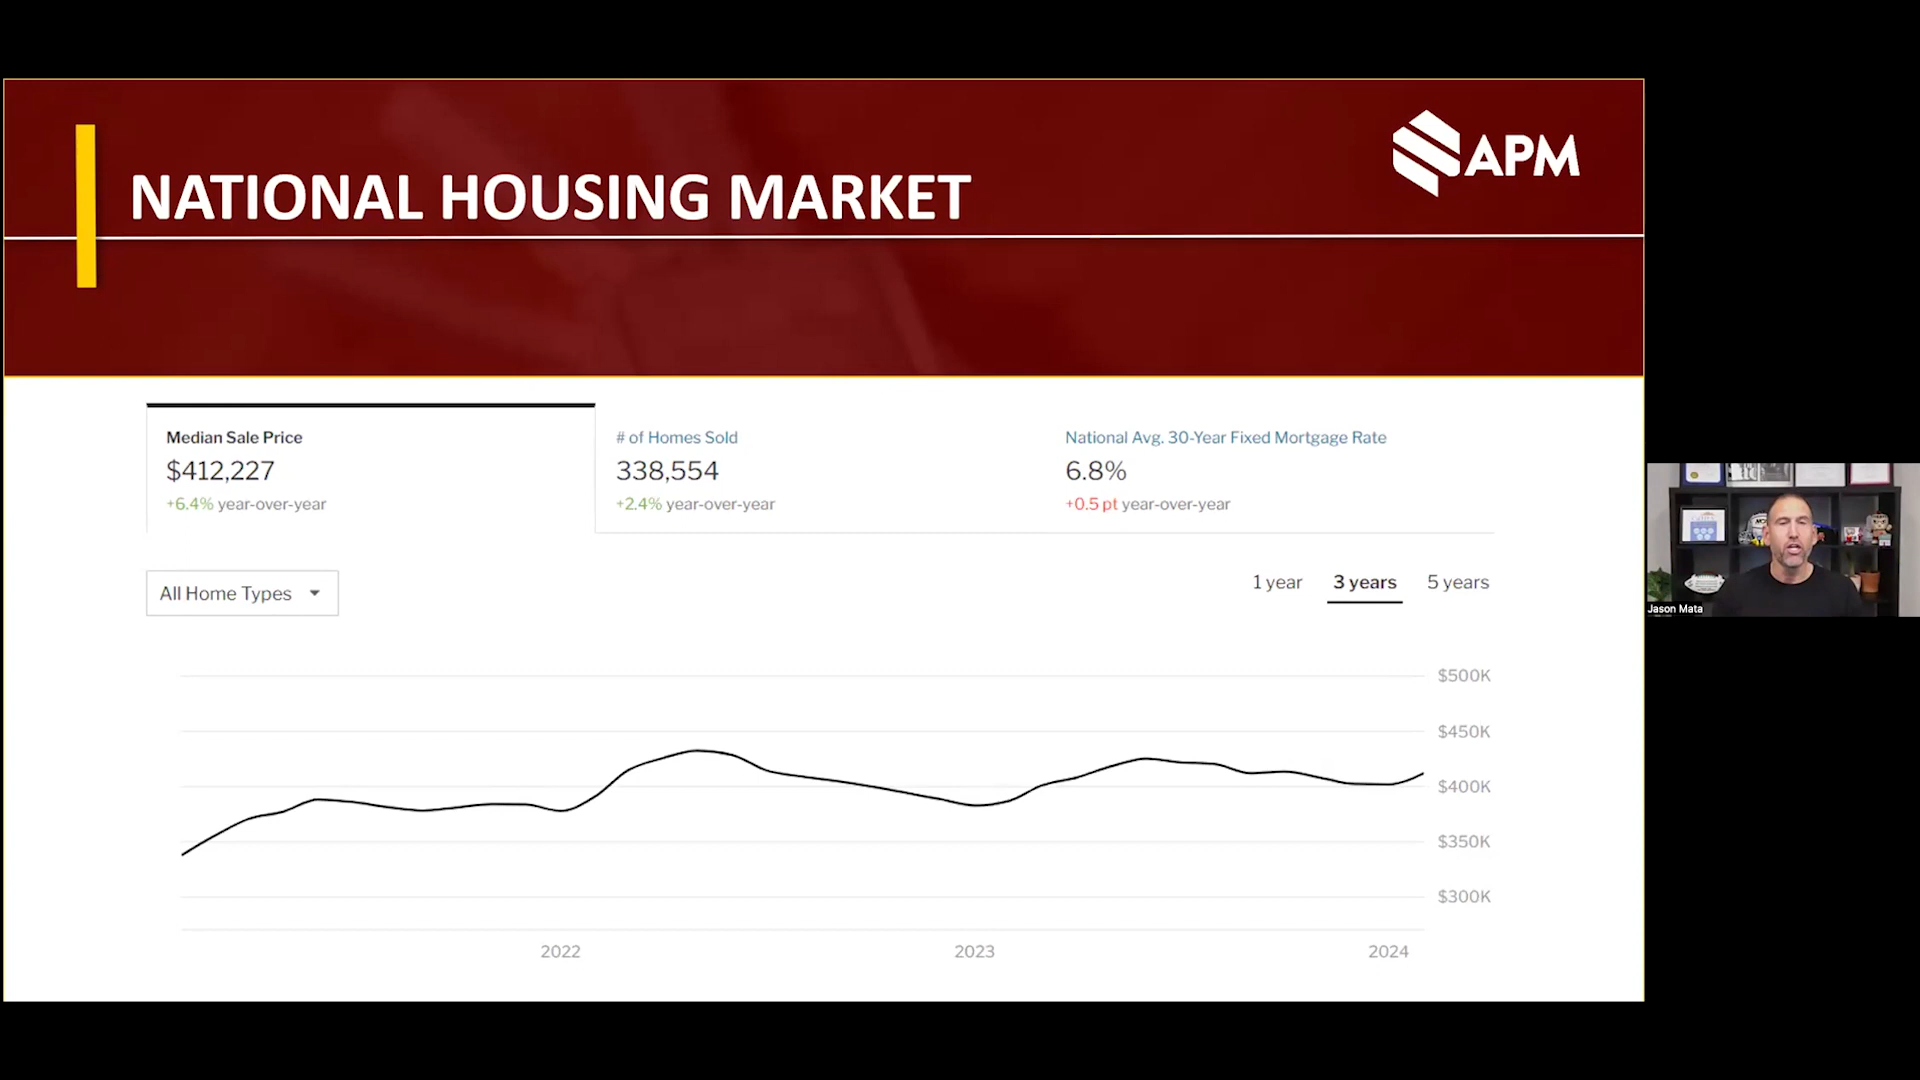 NATIONAL HOUSING MARKET
APM
Median Sale Price
$412,227
+6.4% year-over-year
# of Homes Sold
338,554
+2.4% year-over-year
National Avg. 30-Year Fixed Mortgage Rate
6.8%
+0.5 pt year-over-year
All Home Types
1 year 3 years 5 years
$500K
$450K
$400K
$350K
$300K
2022 2023 2024
Jason Mata